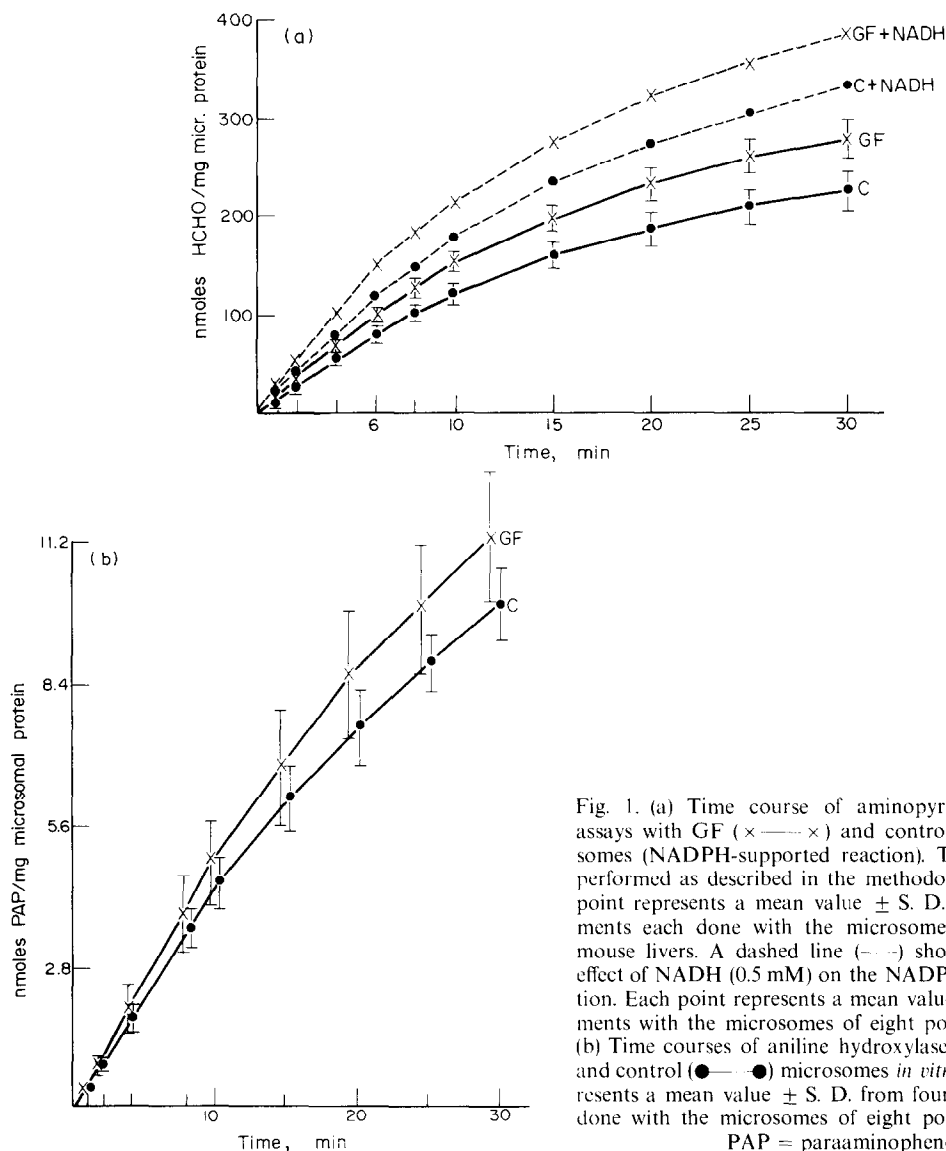 400
(a)
GF+NADH
C+NADH
300
GF
200
C
100
nmoles HCHO/mg micr. protein
6
10
15
20
25
30
Time, min
(b)
11.2
GF
C
8.4
5.6
2.8
nmoles PAP/mg microsomal protein
10
20
30
Time, min
Fig. 1. (a) Time course of aminopyr
assays with GF (×——×) and control
somes (NADPH-supported reaction). T
performed as described in the methodo
point represents a mean value ± S. D.
ments each done with the microsome
mouse livers. A dashed line (- - -) sho
effect of NADH (0.5 mM) on the NADP
tion. Each point represents a mean valu
ments with the microsomes of eight po
(b) Time courses of aniline hydroxylase
and control (●——●) microsomes in vitr
resents a mean value ± S. D. from four
done with the microsomes of eight po
PAP = paraaminophen